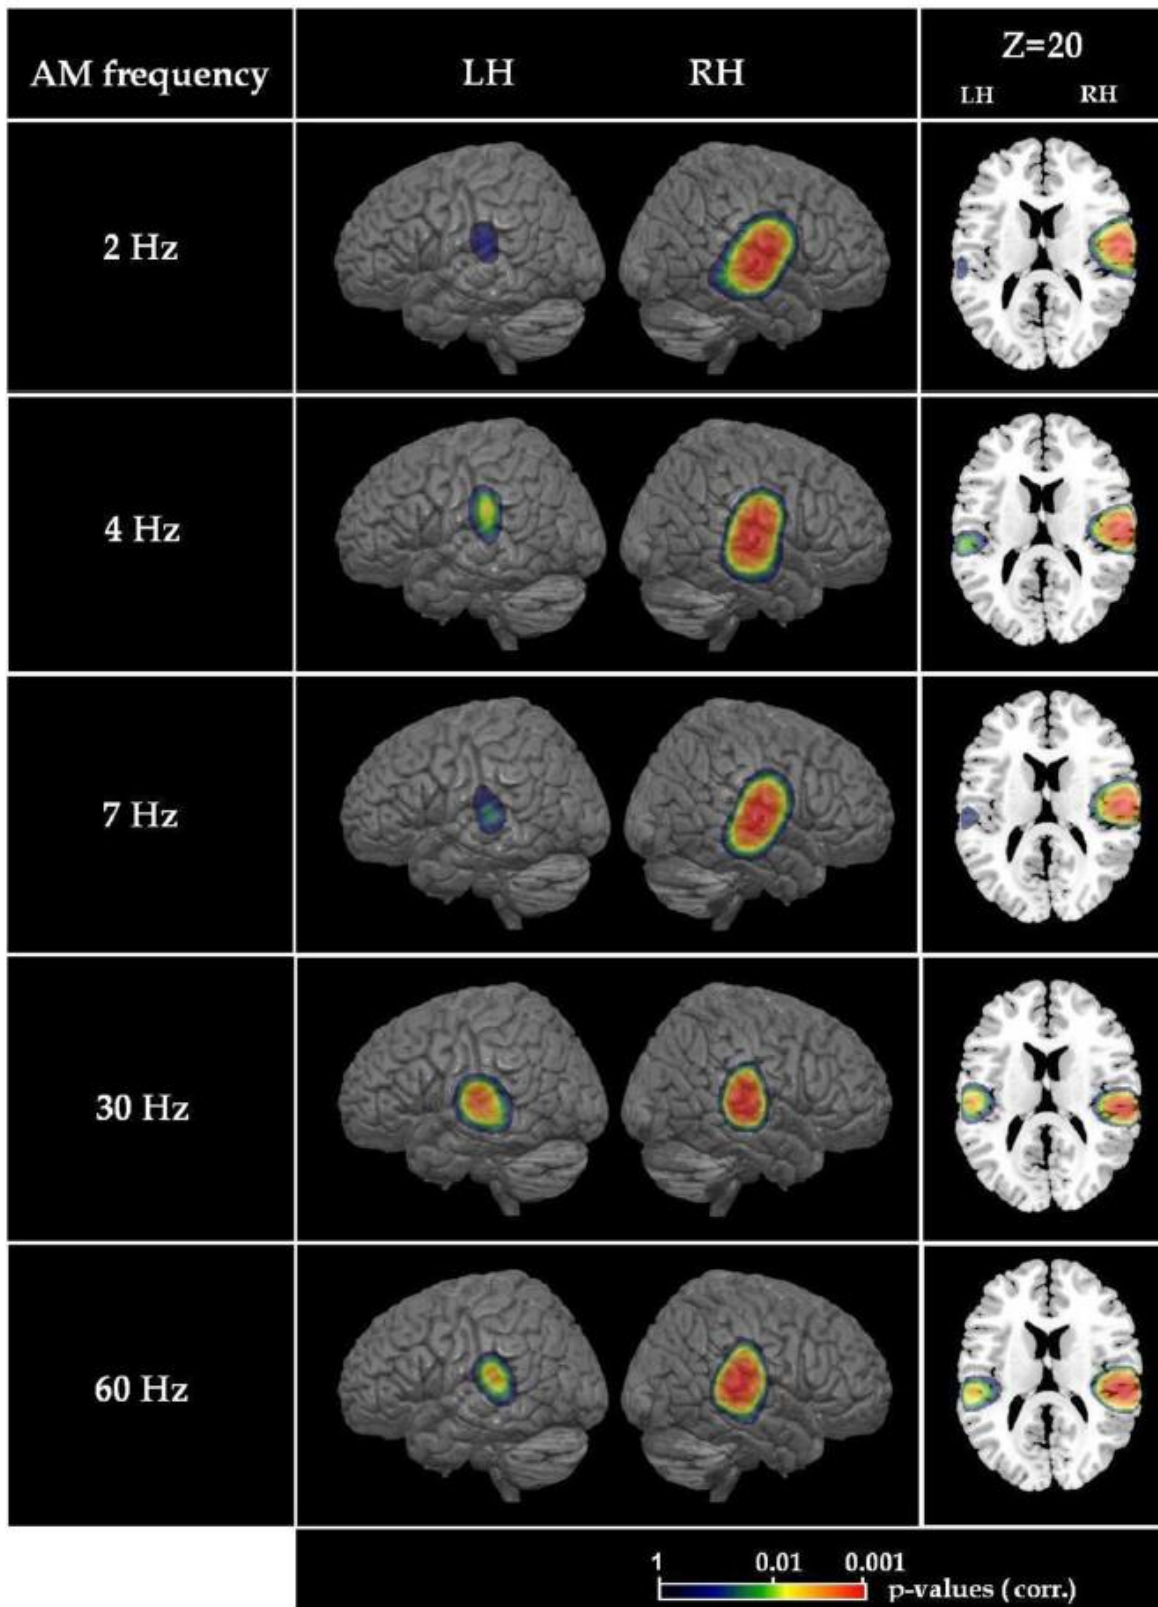 AM frequency
LH RH
Z=20
LH RH
2 Hz
4 Hz
7 Hz
30 Hz
60 Hz
1 0.01 0.001
p-values (corr.)